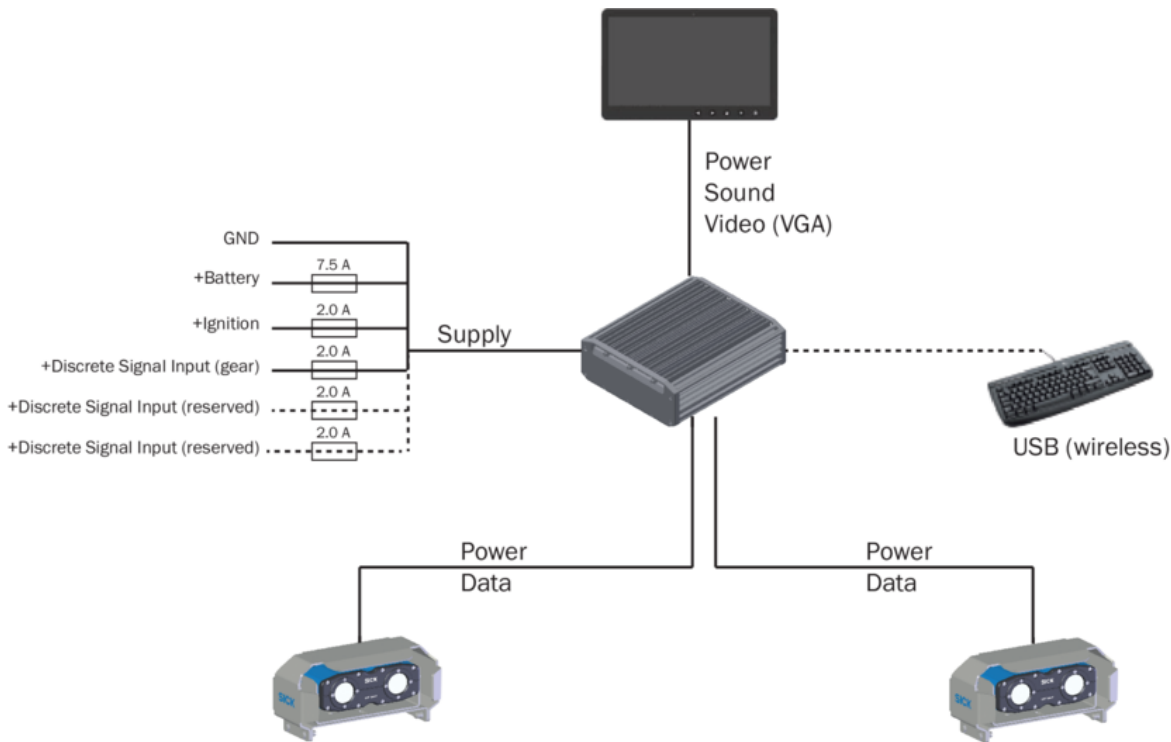 Power
Sound
Video (VGA)
GND
7.5 A
+Battery
2.0 A
+Ignition
2.0 A
Supply
+Discrete Signal Input (gear)
2.0 A
+Discrete Signal Input (reserved)
2.0 A
+Discrete Signal Input (reserved)
USB (wireless)
Power
Data
Power
Data
SICK
SICK
SICK
SICK